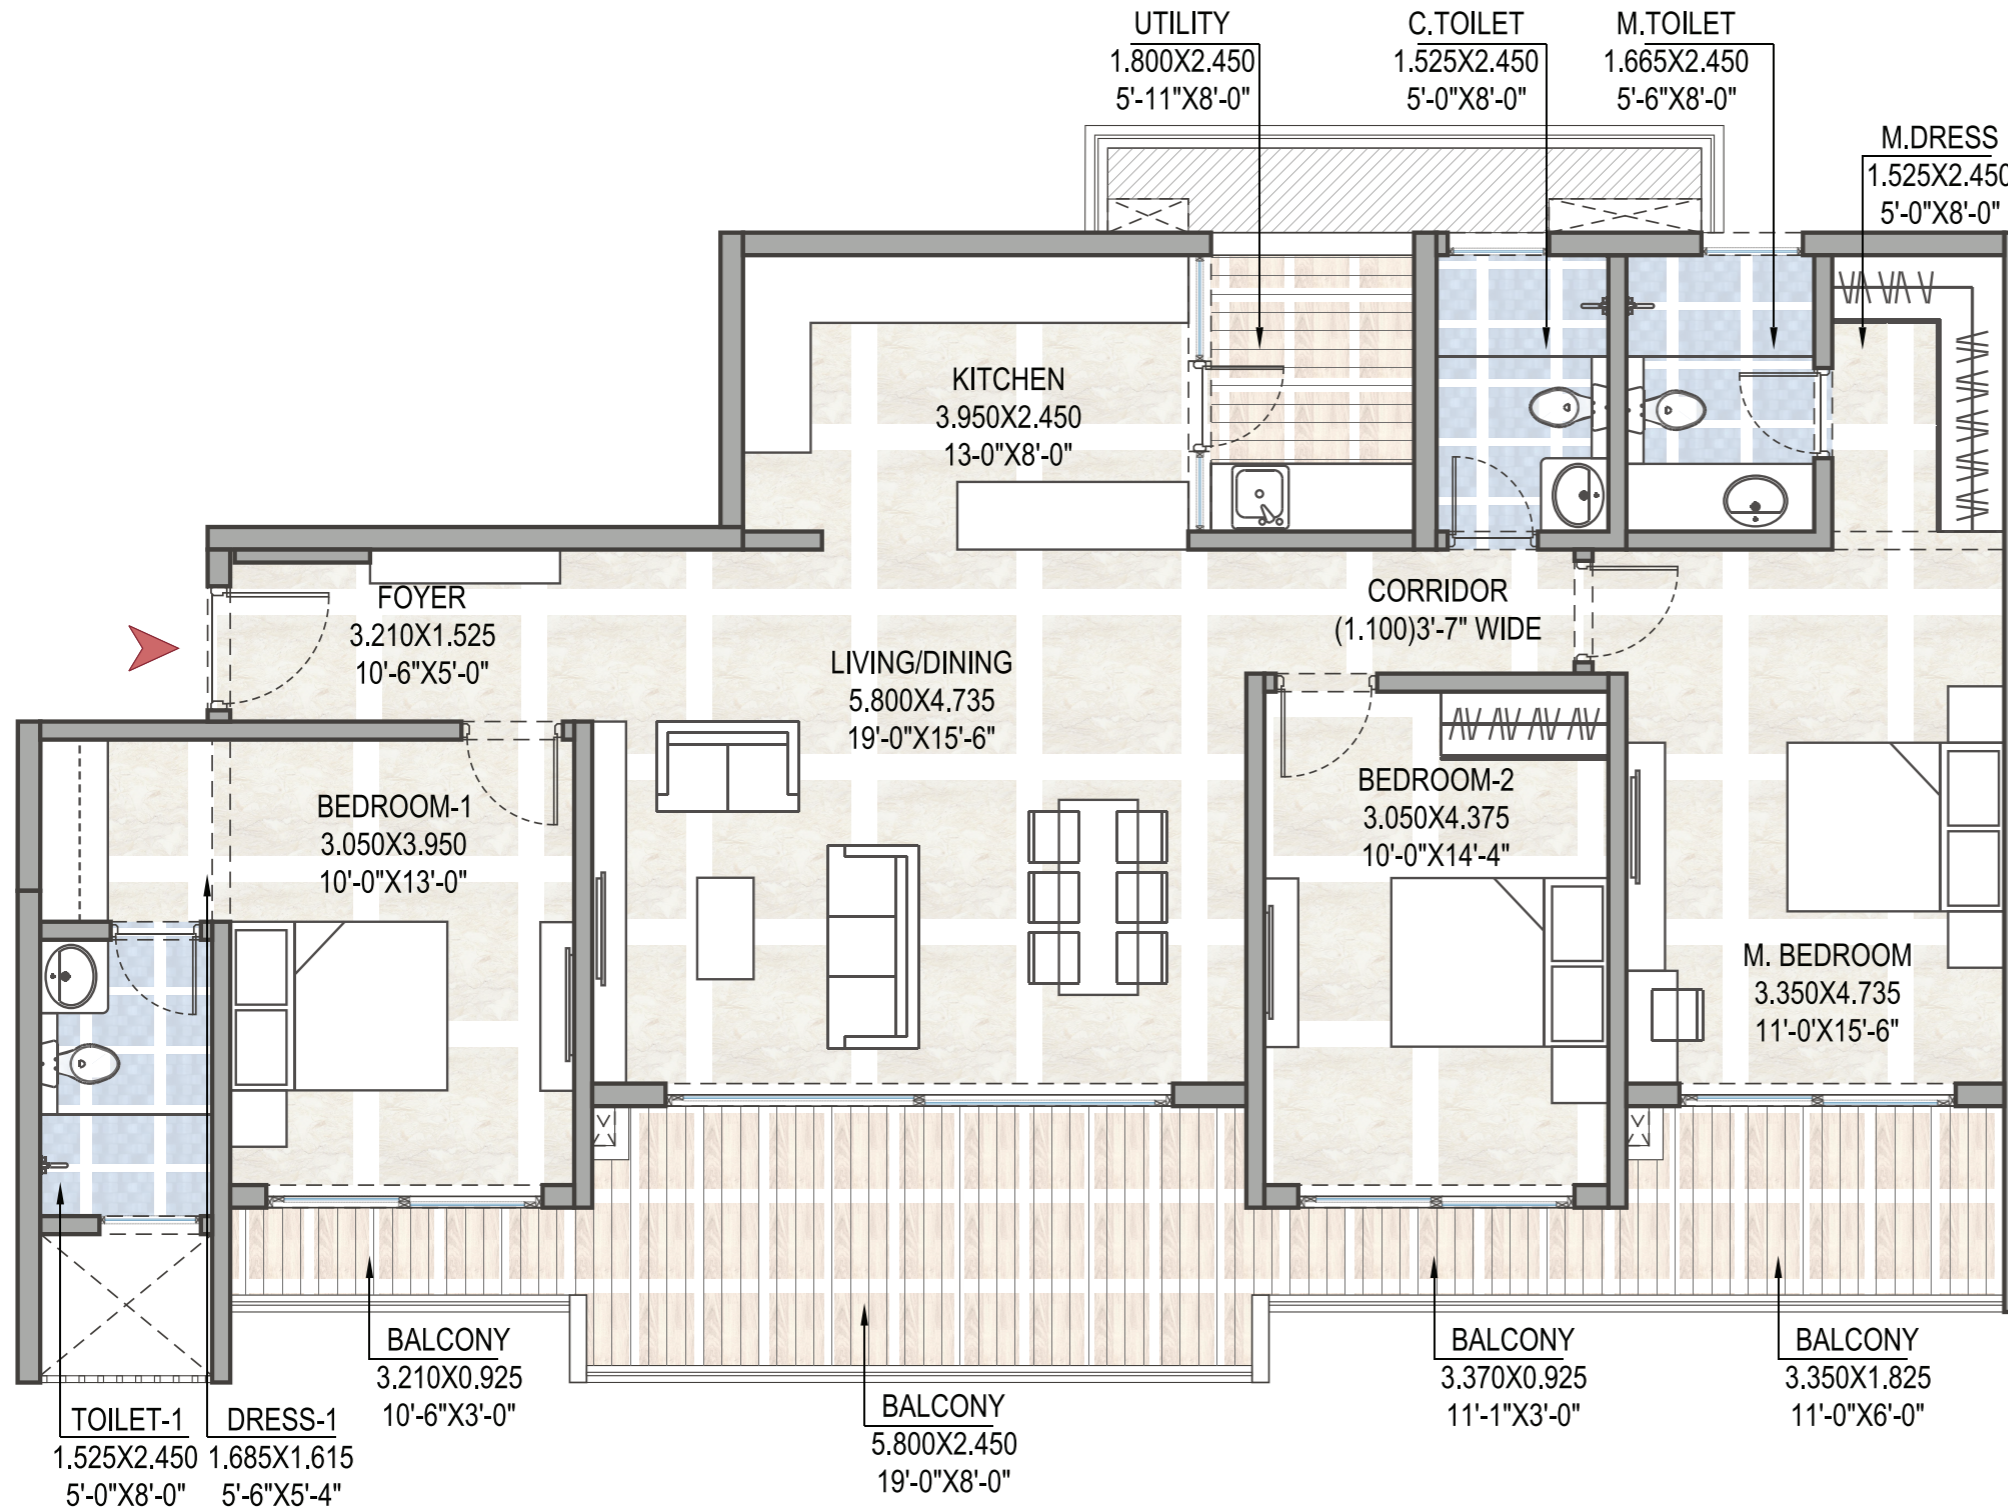 UTILITY
1.800X2.450
5'-11"X8'-0"
C.TOILET
1.525X2.450
5'-0"X8'-0"
M.TOILET
1.665X2.450
5'-6"X8'-0"
M.DRESS
1.525X2.450
5'-0"X8'-0"
KITCHEN
3.950X2.450
13-0"X8'-0"
FOYER
3.210X1.525
10'-6"X5'-0"
CORRIDOR
(1.100)3'-7" WIDE
LIVING/DINING
5.800X4.735
19'-0"X15'-6"
BEDROOM-1
3.050X3.950
10'-0"X13'-0"
BEDROOM-2
3.050X4.375
10'-0"X14'-4"
M. BEDROOM
3.350X4.735
11'-0'X15'-6"
BALCONY
3.210X0.925
10'-6"X3'-0"
BALCONY
5.800X2.450
19'-0"X8'-0"
BALCONY
3.370X0.925
11'-1"X3'-0"
BALCONY
3.350X1.825
11'-0"X6'-0"
TOILET-1
1.525X2.450
5'-0"X8'-0"
DRESS-1
1.685X1.615
5'-6"X5'-4"